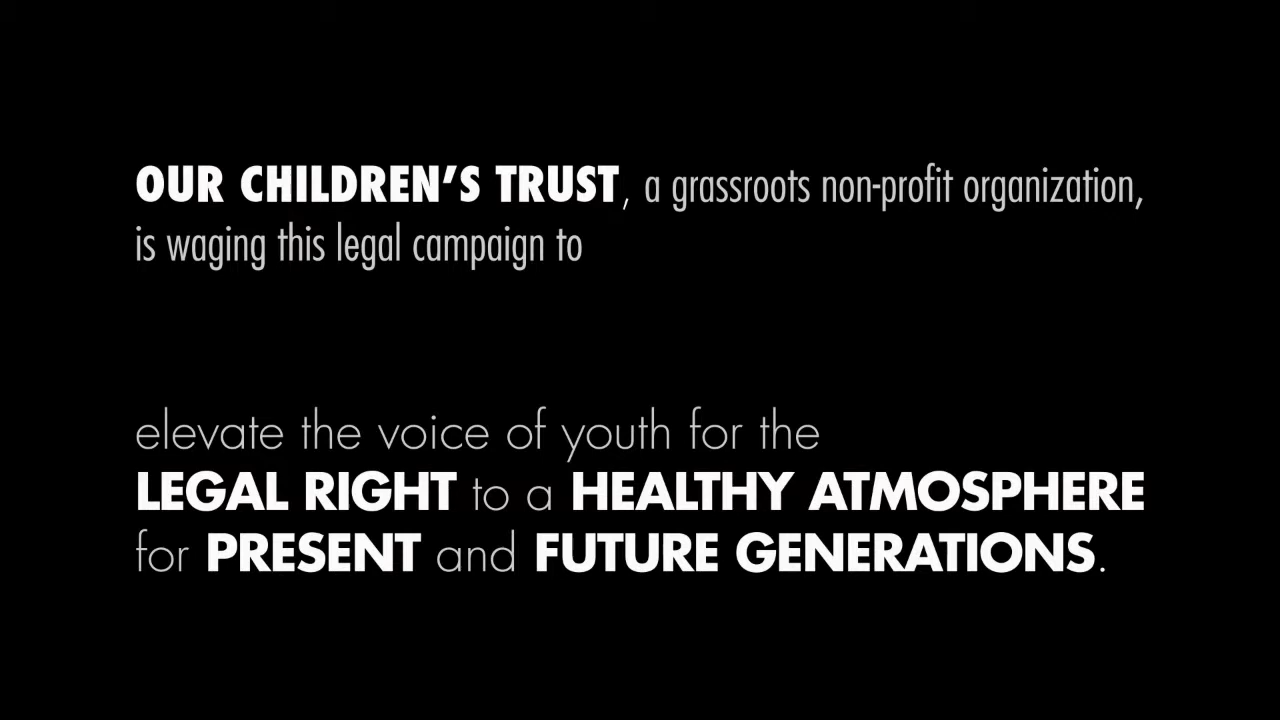 OUR CHILDREN’S TRUST, a grassroots non-profit organization,
is waging this legal campaign to
elevate the voice of youth for the
LEGAL RIGHT to a HEALTHY ATMOSPHERE
for PRESENT and FUTURE GENERATIONS.